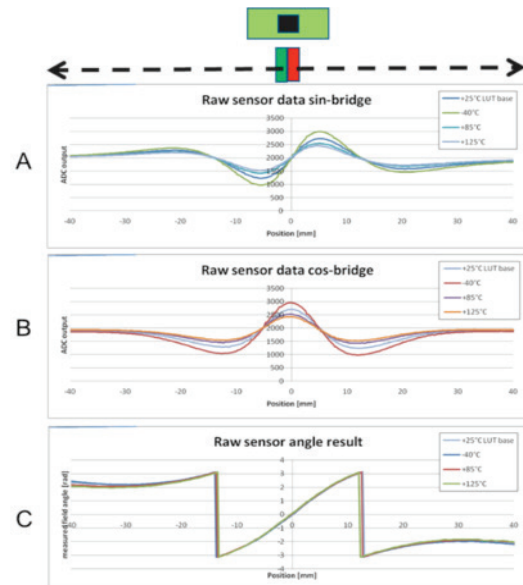 A
Raw sensor data sin-bridge
+25°C LUT base
-40°C
+85°C
+125°C
3500
3000
2500
2000
1500
1000
500
0
ADC output
-40 -30 -20 -10 0 10 20 30 40
Position [mm]
B
Raw sensor data cos-bridge
+25°C LUT base
-40°C
+85°C
+125°C
3500
3000
2500
2000
1500
1000
500
0
ADC output
-40 -30 -20 -10 0 10 20 30 40
Position [mm]
C
Raw sensor angle result
+25°C LUT base
-40°C
+85°C
+125°C
4
3
2
1
0
-1
-2
-3
-4
measured field angle [rad]
-40 -30 -20 -10 0 10 20 30 40
Position [mm]